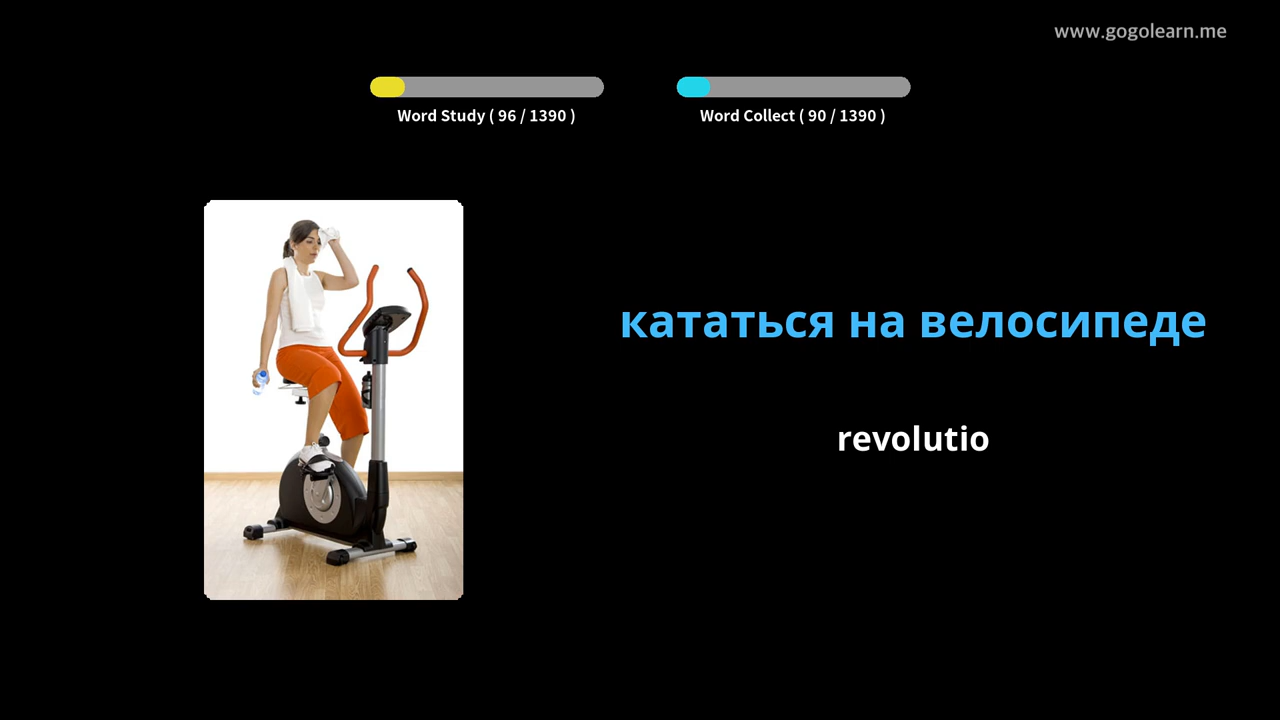 www.gogolearn.me
Word Study ( 96 / 1390 )
Word Collect ( 90 / 1390 )
кататься на велосипеде
revolutio